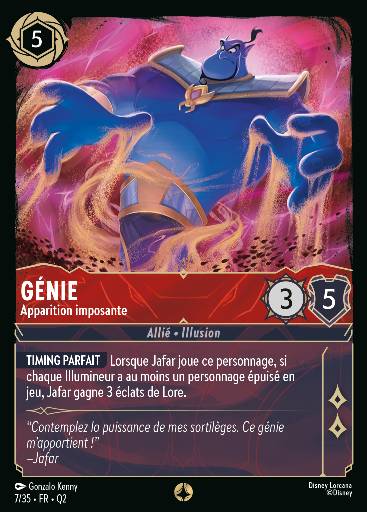 5
GÉNIE
Apparition imposante
3
5
Allié • Illusion
TIMING PARFAIT Lorsque Jafar joue ce personnage, si
chaque Illumineur a au moins un personnage épuisé en
jeu, Jafar gagne 3 éclats de Lore.
“Contemplez la puissance de mes sortilèges. Ce génie
m’apportient !”
–Jafar
Gonzalo Kenny
7/35 • FR • Q2
Disney Lorcana
©Disney